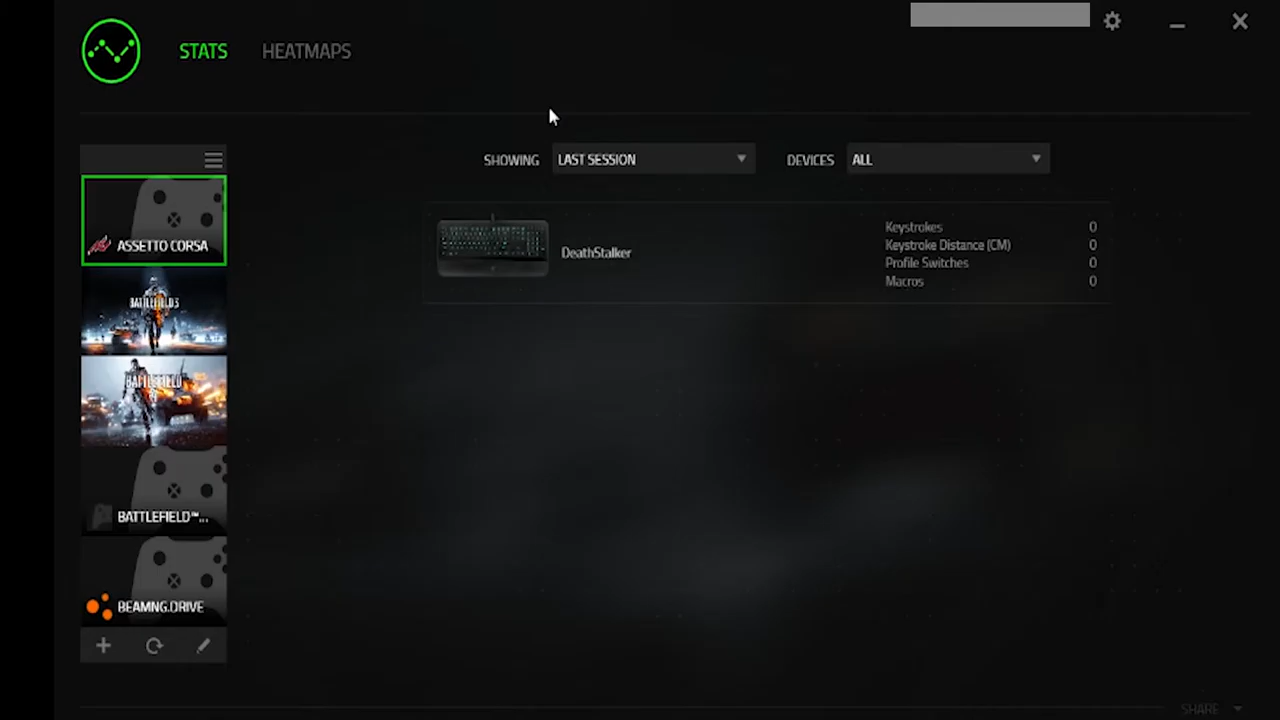 STATS HEATMAPS
SHOWING LAST SESSION DEVICES ALL
ASSETTO CORSA
BATTLEFIELD 3
BATTLEFIELD
BATTLEFIELD™...
BEAMNG.DRIVE
DeathStalker
Keystrokes 0
Keystroke Distance (CM) 0
Profile Switches 0
Macros 0
SHARE